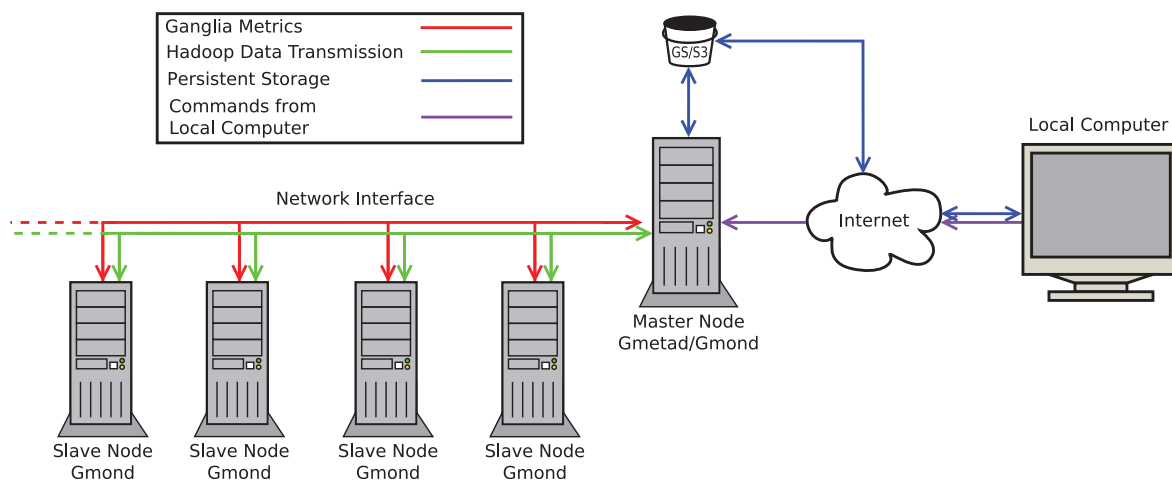 Ganglia Metrics
Hadoop Data Transmission
Persistent Storage
Commands from
Local Computer
GS/S3
Local Computer
Network Interface
Internet
Master Node
Gmetad/Gmond
Slave Node
Gmond
Slave Node
Gmond
Slave Node
Gmond
Slave Node
Gmond